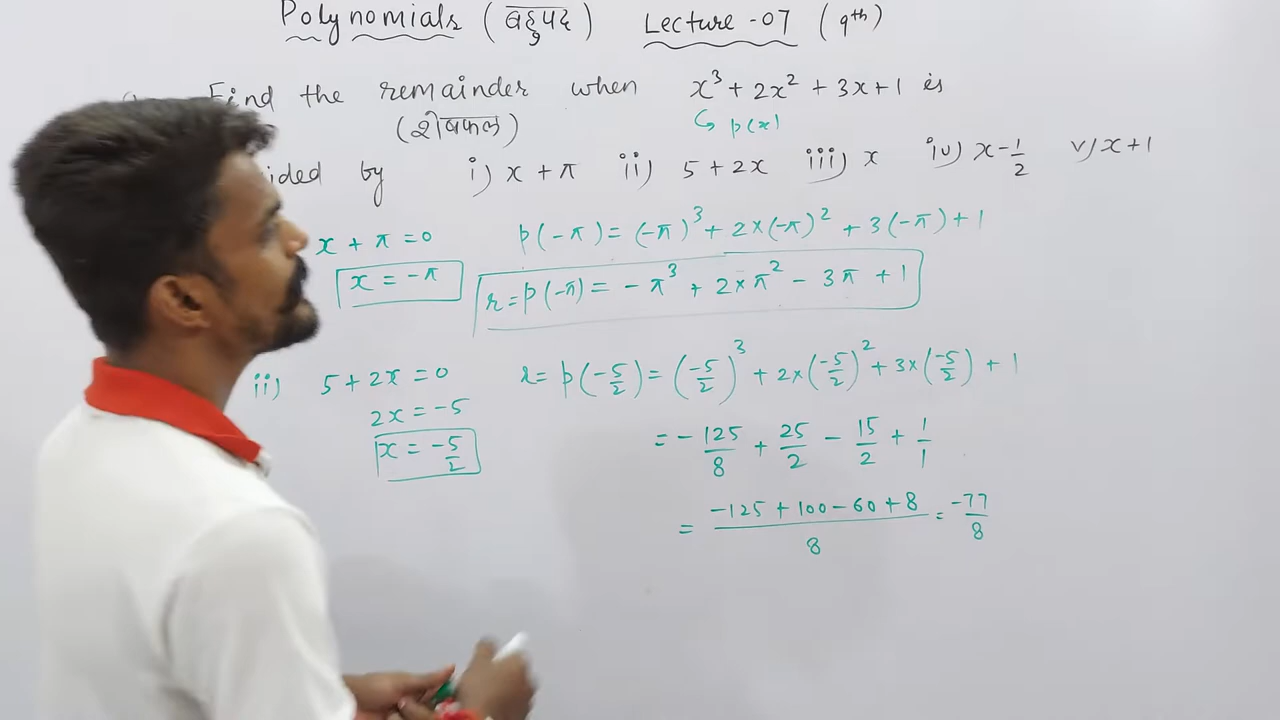 Polynomials (बहुपद) Lecture -07 (9th)
Find the remainder when x³ + 2x² + 3x + 1 is
(शेषफल) ↳ p(x)
ided by i) x + π ii) 5 + 2x iii) x iv) x - 1/2 v) x + 1
x + π = 0 p(-π) = (-π)³ + 2×(-π)² + 3(-π) + 1
x = -π r = p(-π) = -π³ + 2×π² - 3π + 1
ii) 5 + 2x = 0 r = p(-5/2) = (-5/2)³ + 2×(-5/2)² + 3×(-5/2) + 1
2x = -5
x = -5/2 = -125/8 + 25/2 - 15/2 + 1/1
= (-125 + 100 - 60 + 8)/8 = -77/8